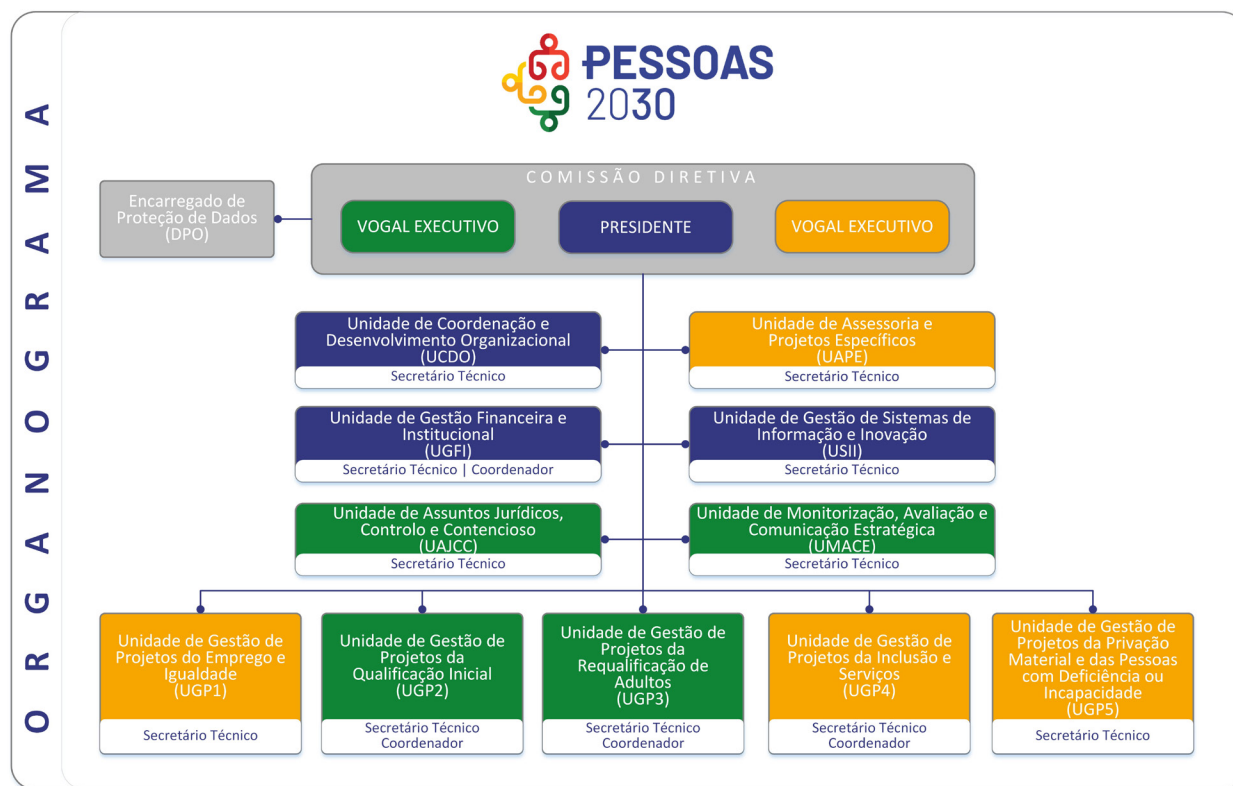 ORGANOGRAMA
PESSOAS
2030
COMISSÃO DIRETIVA
Encarregado de
Proteção de Dados
(DPO)
VOGAL EXECUTIVO
PRESIDENTE
VOGAL EXECUTIVO
Unidade de Coordenação e
Desenvolvimento Organizacional
(UCDO)
Secretário Técnico
Unidade de Assessoria e
Projetos Específicos
(UAPE)
Secretário Técnico
Unidade de Gestão Financeira e
Institucional
(UGFI)
Secretário Técnico | Coordenador
Unidade de Gestão de Sistemas de
Informação e Inovação
(USII)
Secretário Técnico
Unidade de Assuntos Jurídicos,
Controlo e Contencioso
(UAJCC)
Secretário Técnico
Unidade de Monitorização, Avaliação e
Comunicação Estratégica
(UMACE)
Secretário Técnico
Unidade de Gestão de
Projetos do Emprego e
Igualdade
(UGP1)
Secretário Técnico
Unidade de Gestão de
Projetos da
Qualificação Inicial
(UGP2)
Secretário Técnico
Coordenador
Unidade de Gestão de
Projetos da
Requalificação de
Adultos
(UGP3)
Secretário Técnico
Coordenador
Unidade de Gestão de
Projetos da Inclusão e
Serviços
(UGP4)
Secretário Técnico
Coordenador
Unidade de Gestão de
Projetos da Privação
Material e das Pessoas
com Deficiência ou
Incapacidade
(UGP5)
Secretário Técnico